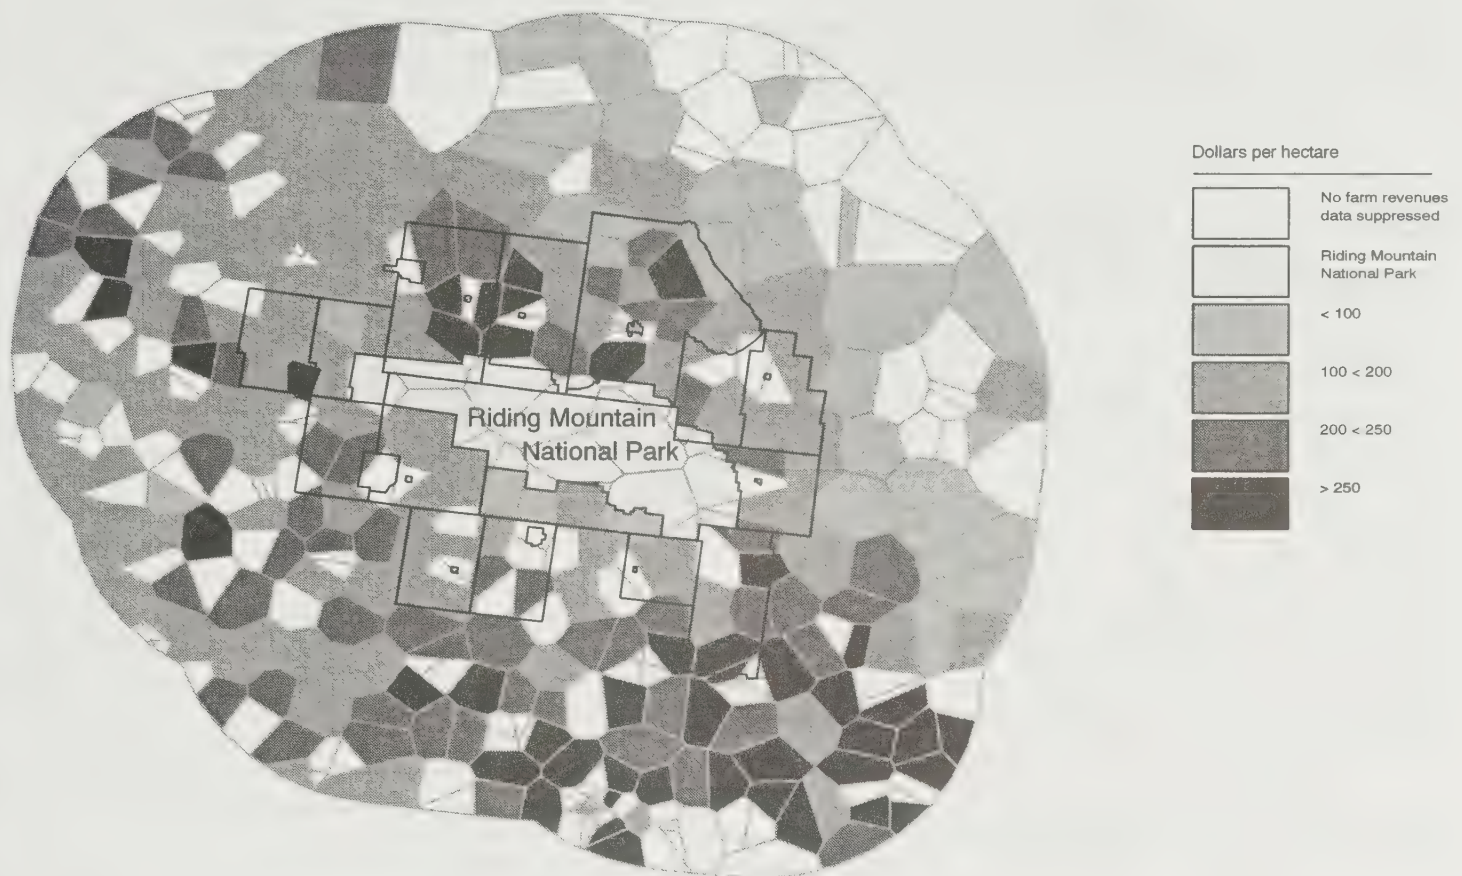 Dollars per hectare
No farm revenues
data suppressed
Riding Mountain
National Park
< 100
100 < 200
200 < 250
> 250
Riding Mountain
National Park